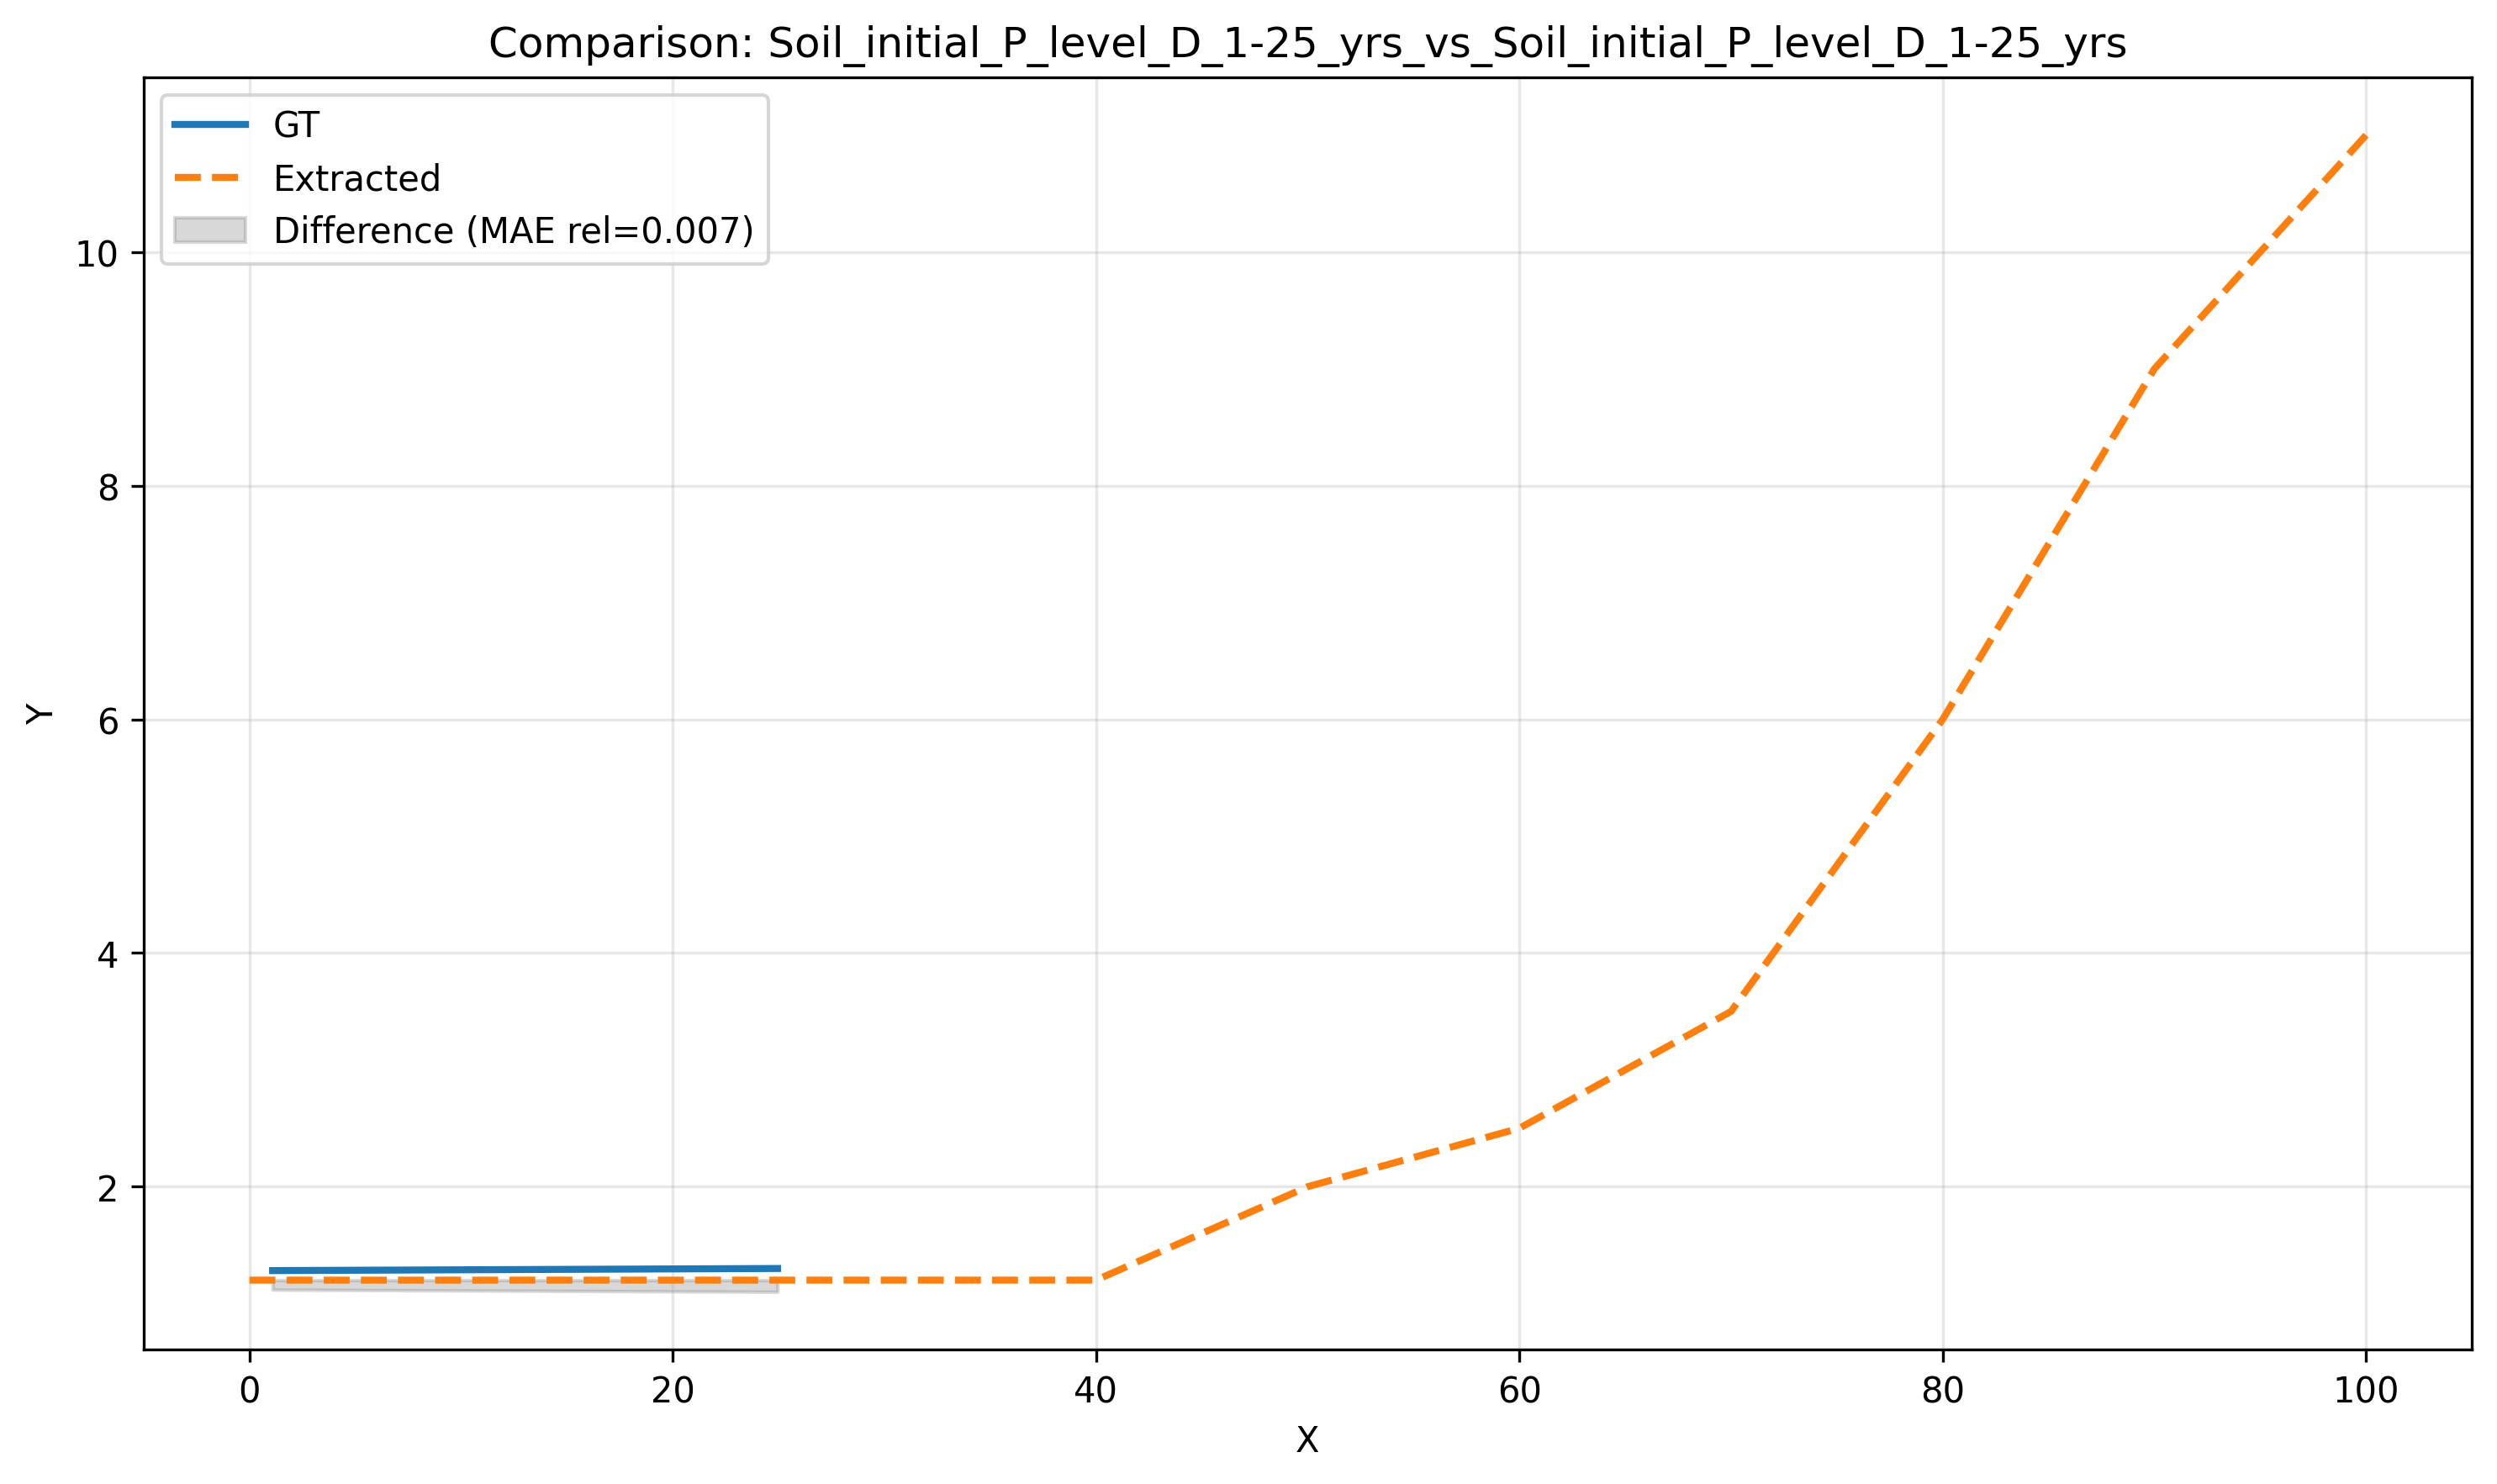 Comparison: Soil_initial_P_level_D_1-25_yrs_vs_Soil_initial_P_level_D_1-25_yrs
GT
Extracted
Difference (MAE rel=0.007)
10
8
6
4
2
Y
0 20 40 60 80 100
X